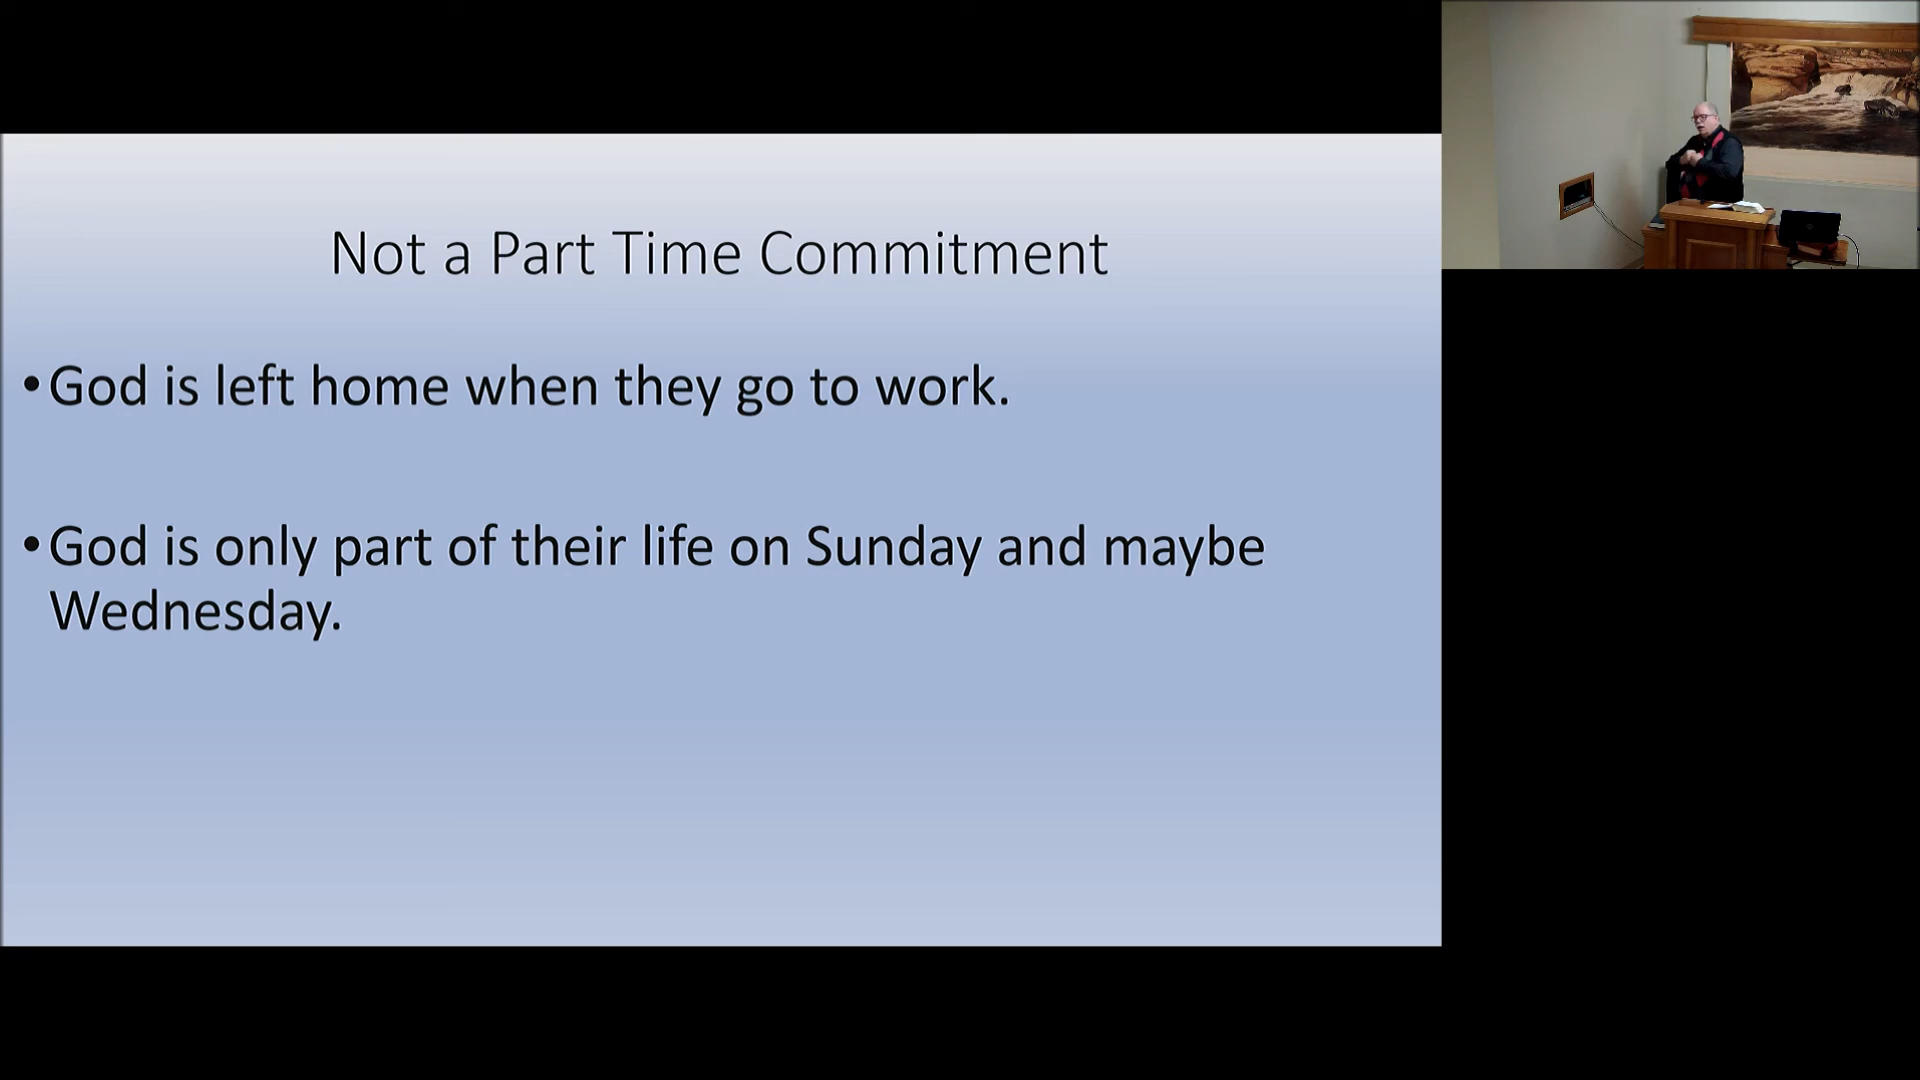 Not a Part Time Commitment
•God is left home when they go to work.
•God is only part of their life on Sunday and maybe
Wednesday.